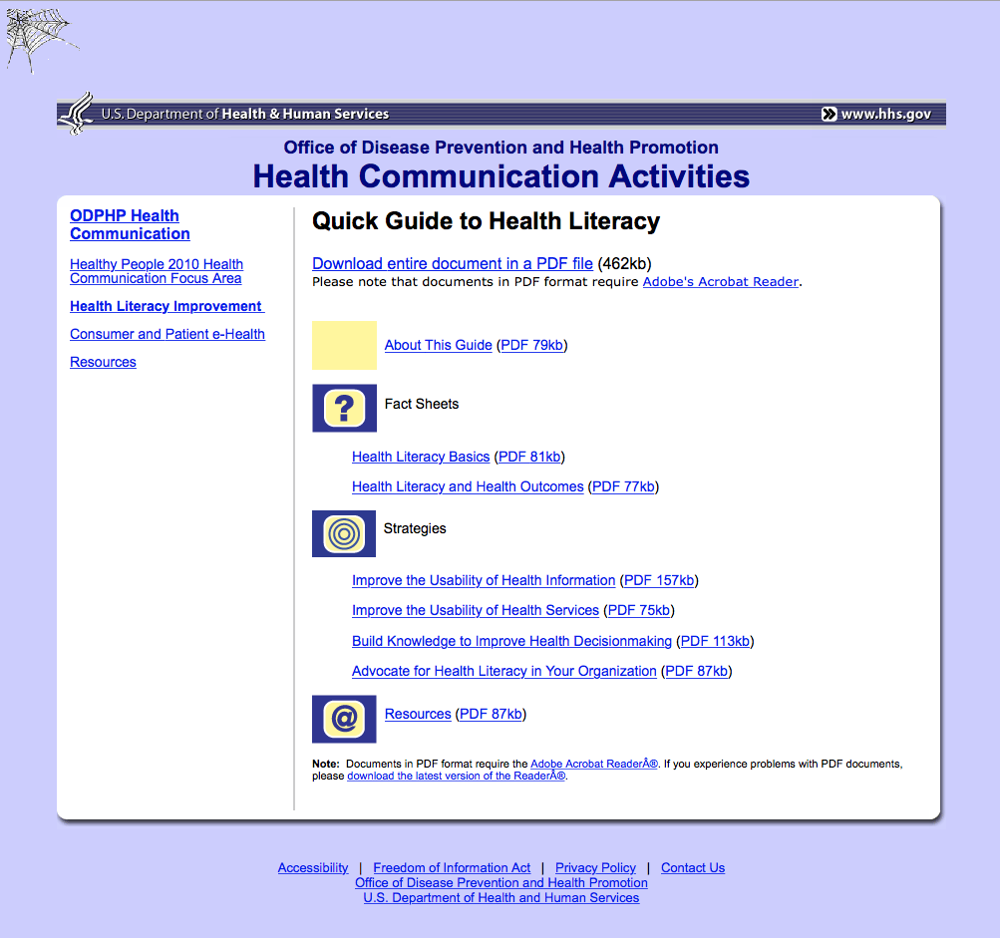 U.S. Department of Health & Human Services
www.hhs.gov
Office of Disease Prevention and Health Promotion
Health Communication Activities
ODPHP Health
Communication
Healthy People 2010 Health
Communication Focus Area
Health Literacy Improvement
Consumer and Patient e-Health
Resources
Quick Guide to Health Literacy
Download entire document in a PDF file (462kb)
Please note that documents in PDF format require Adobe's Acrobat Reader.
About This Guide (PDF 79kb)
?
Fact Sheets
Health Literacy Basics (PDF 81kb)
Health Literacy and Health Outcomes (PDF 77kb)
Strategies
Improve the Usability of Health Information (PDF 157kb)
Improve the Usability of Health Services (PDF 75kb)
Build Knowledge to Improve Health Decisionmaking (PDF 113kb)
Advocate for Health Literacy in Your Organization (PDF 87kb)
@
Resources (PDF 87kb)
Note: Documents in PDF format require the Adobe Acrobat ReaderÂ®. If you experience problems with PDF documents,
please download the latest version of the ReaderÂ®.
Accessibility | Freedom of Information Act | Privacy Policy | Contact Us
Office of Disease Prevention and Health Promotion
U.S. Department of Health and Human Services